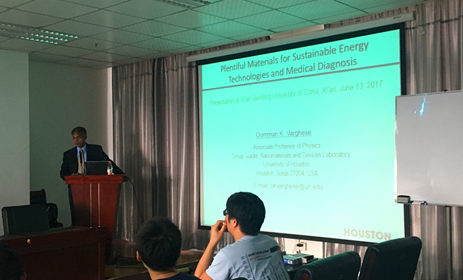 Plentiful Materials for Sustainable Energy
Technologies and Medical Diagnosis
Presentation at Xi'an Jiaotong University of China, Xi'an, June 13, 2017
Oomman K. Varghese
Associate Professor of Physics
Group Leader, Nanomaterials and Devices Laboratory
University of Houston
Houston, Texas 77204, USA
E-mail:
HOUSTON